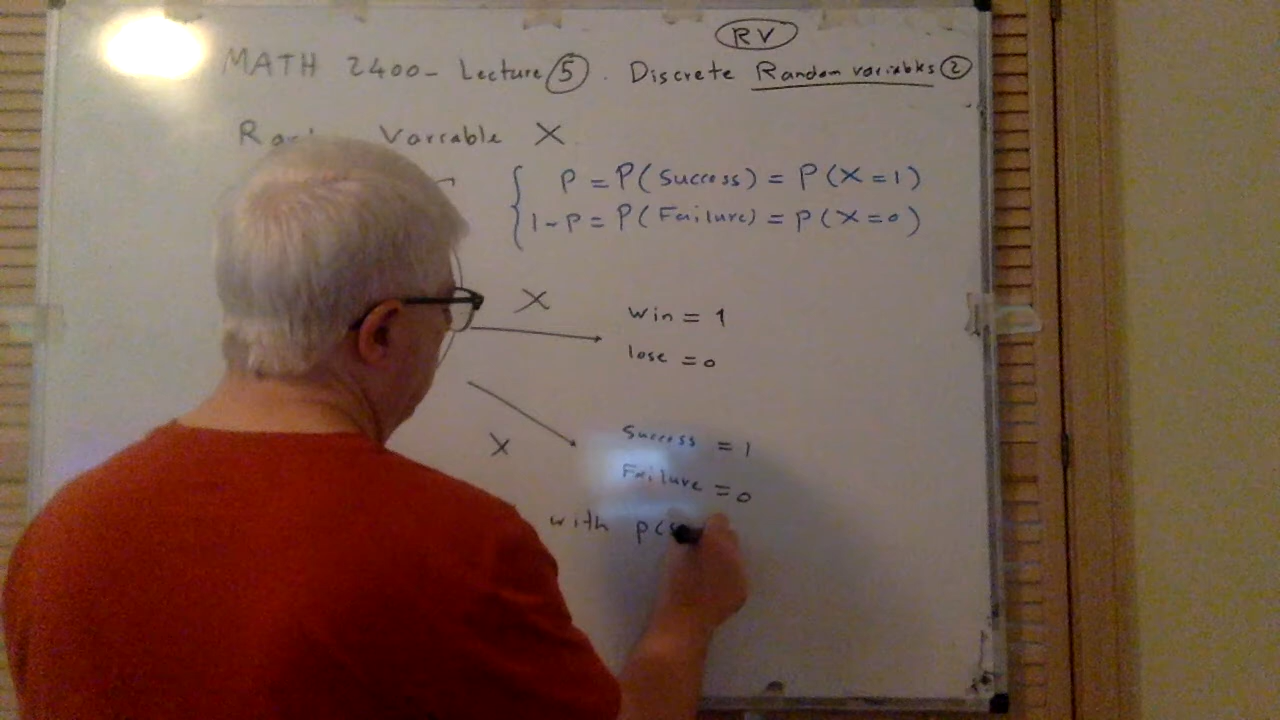 RV
MATH 2400- Lecture 5. Discrete Random variables 2
Variable X
P = P(Success) = P(X=1)
1-P = P(Failure) = P(X=0)
X
Win = 1
lose = 0
X
Success = 1
Failure = 0
with p(s